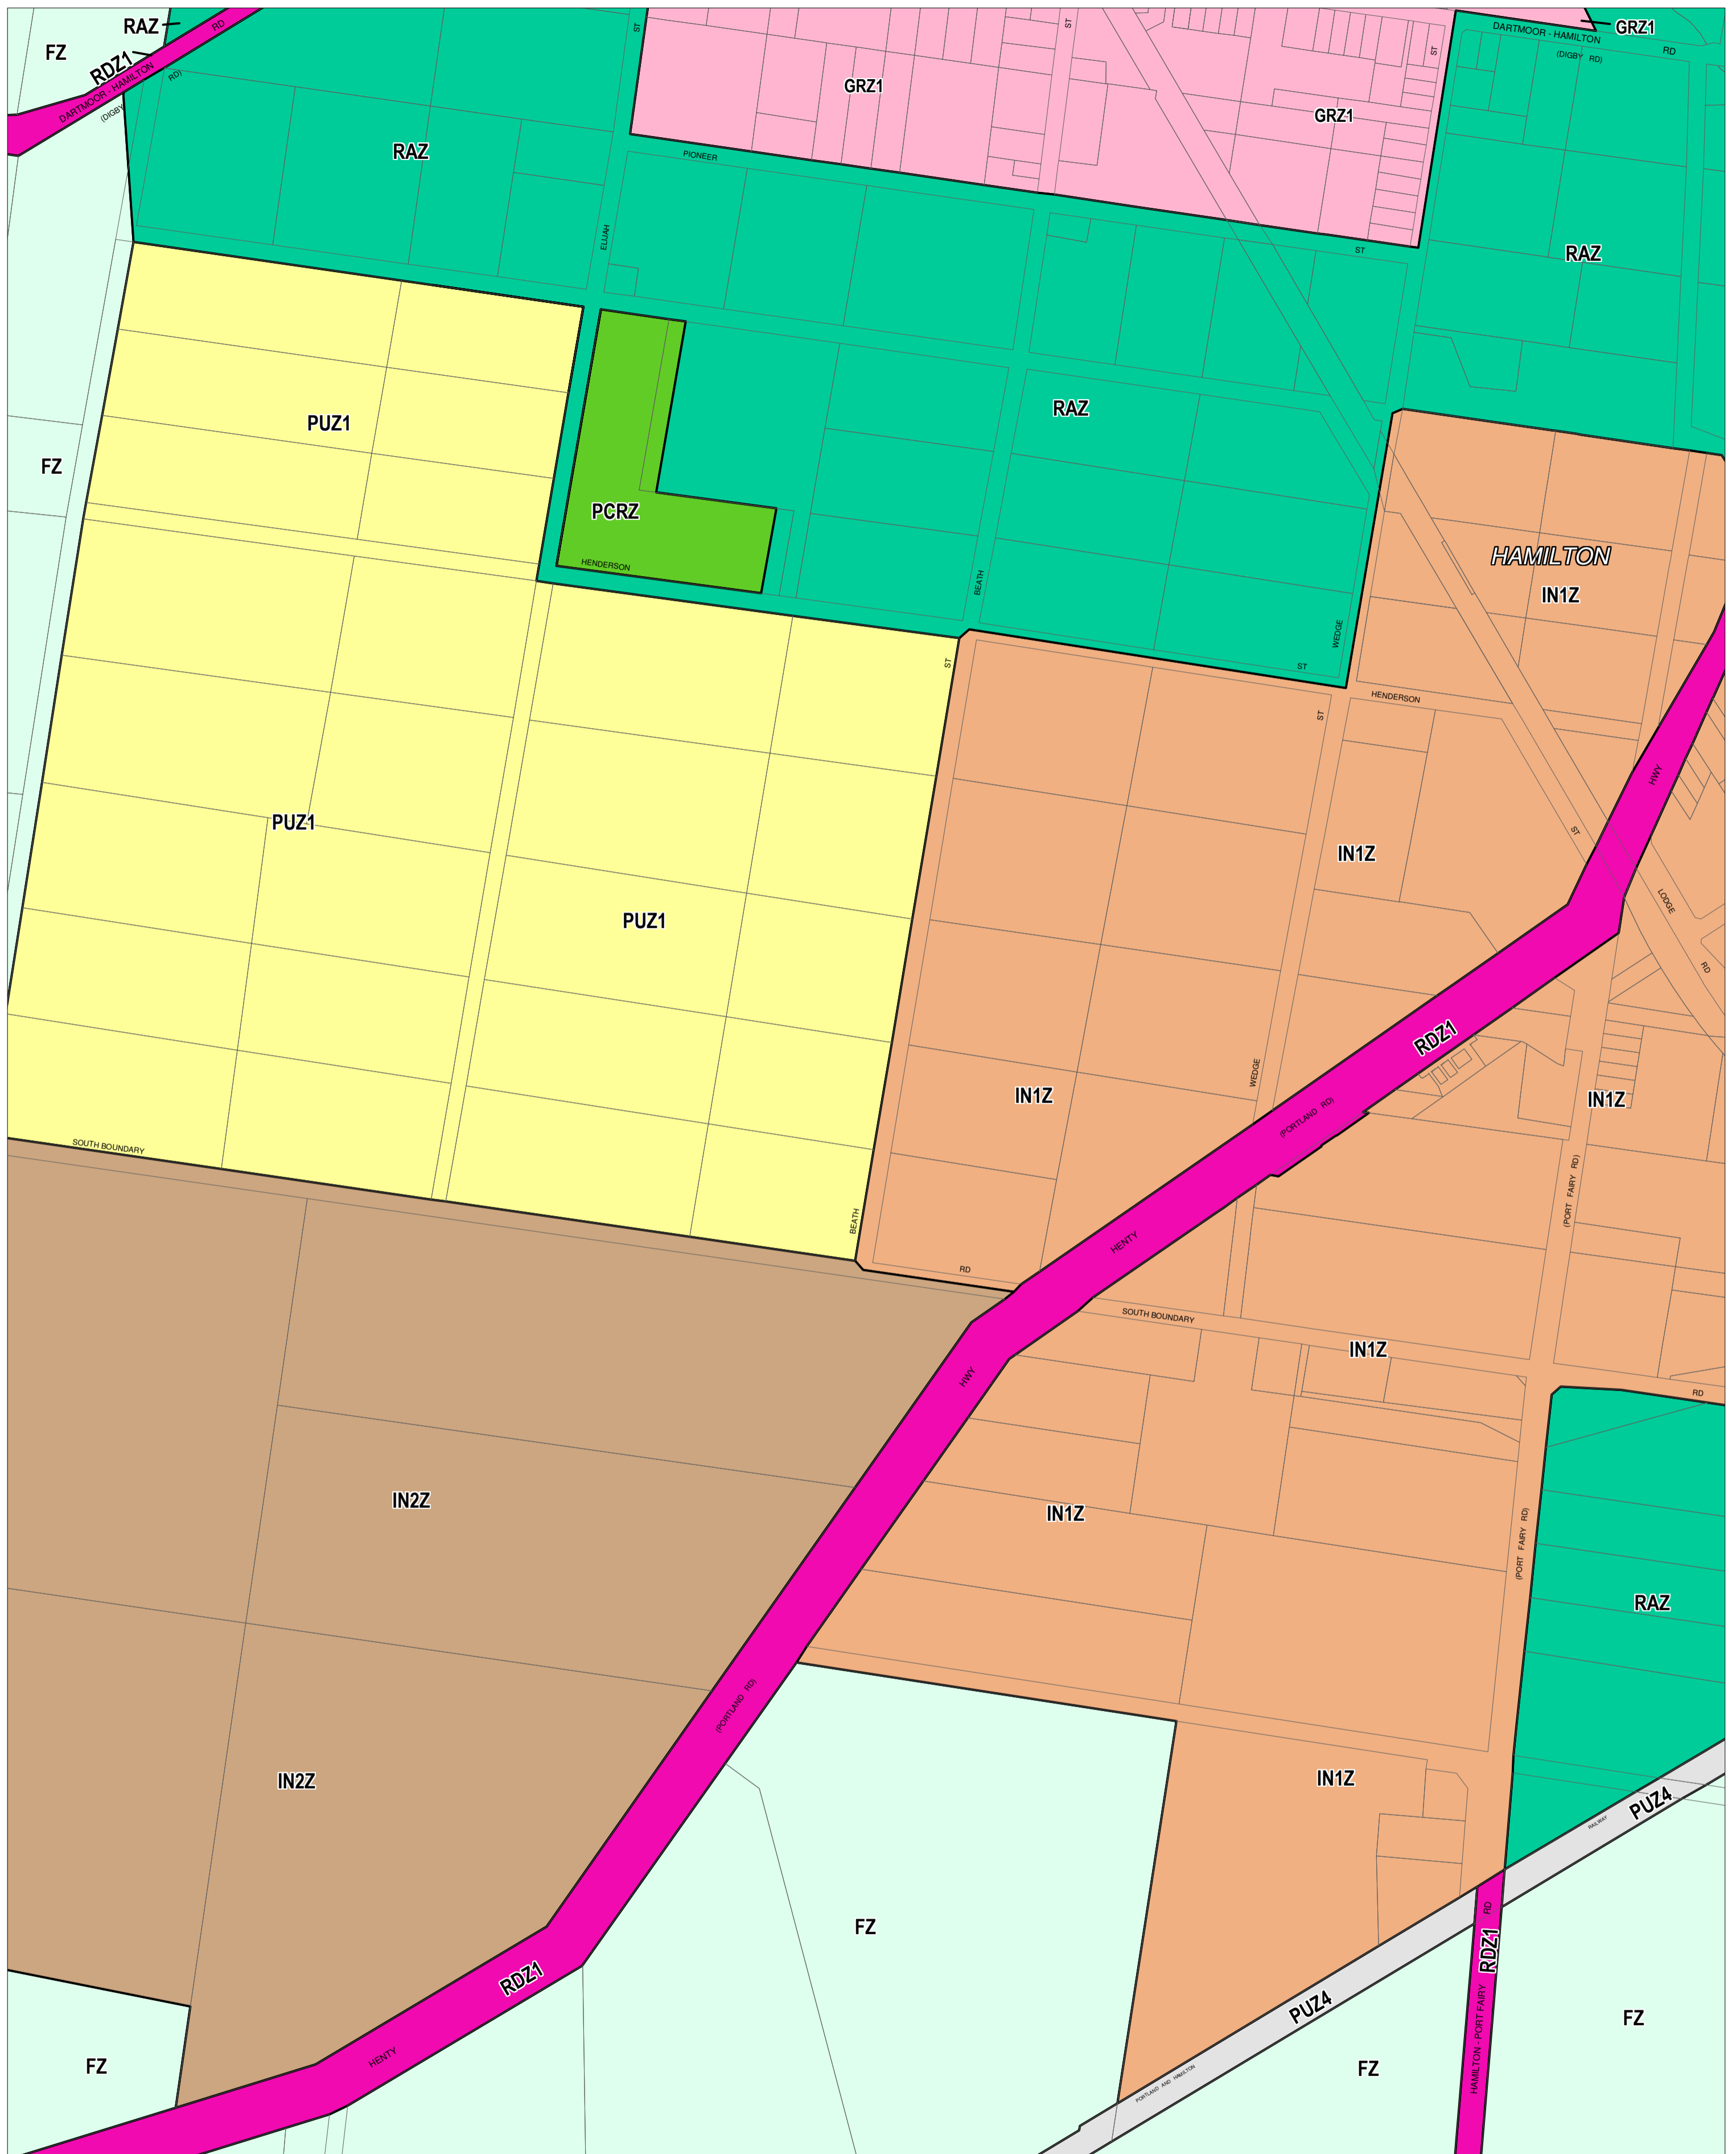 RAZ
RD
ST
ST
GRZ1
DARTMOOR - HAMILTON
RD
FZ
RDZ1
ST
(DIGBY RD)
DARTMOOR - HAMILTON
RD)
(DIGBY
GRZ1
GRZ1
RAZ
PIONEER
ELIJAH
ST
RAZ
PUZ1
RAZ
FZ
PCRZ
HENDERSON
BEATH
HAMILTON
IN1Z
WEDGE
ST
ST
HENDERSON
ST
HWY
PUZ1
ST
IN1Z
LODGE
PUZ1
RD
RDZ1
WEDGE
IN1Z
IN1Z
(PORTLAND RD)
SOUTH BOUNDARY
(PORT FAIRY RD)
BEATH
HENTY
RD
SOUTH BOUNDARY
IN1Z
HWY
RD
IN2Z
IN1Z
(PORT FAIRY RD)
RAZ
(PORTLAND RD)
IN2Z
IN1Z
PUZ4
RAILWAY
RD
FZ
RDZ1
RDZ1
PUZ4
FZ
HAMILTON - PORT FAIRY
HENTY
FZ
FZ
PORTLAND AND HAMILTON